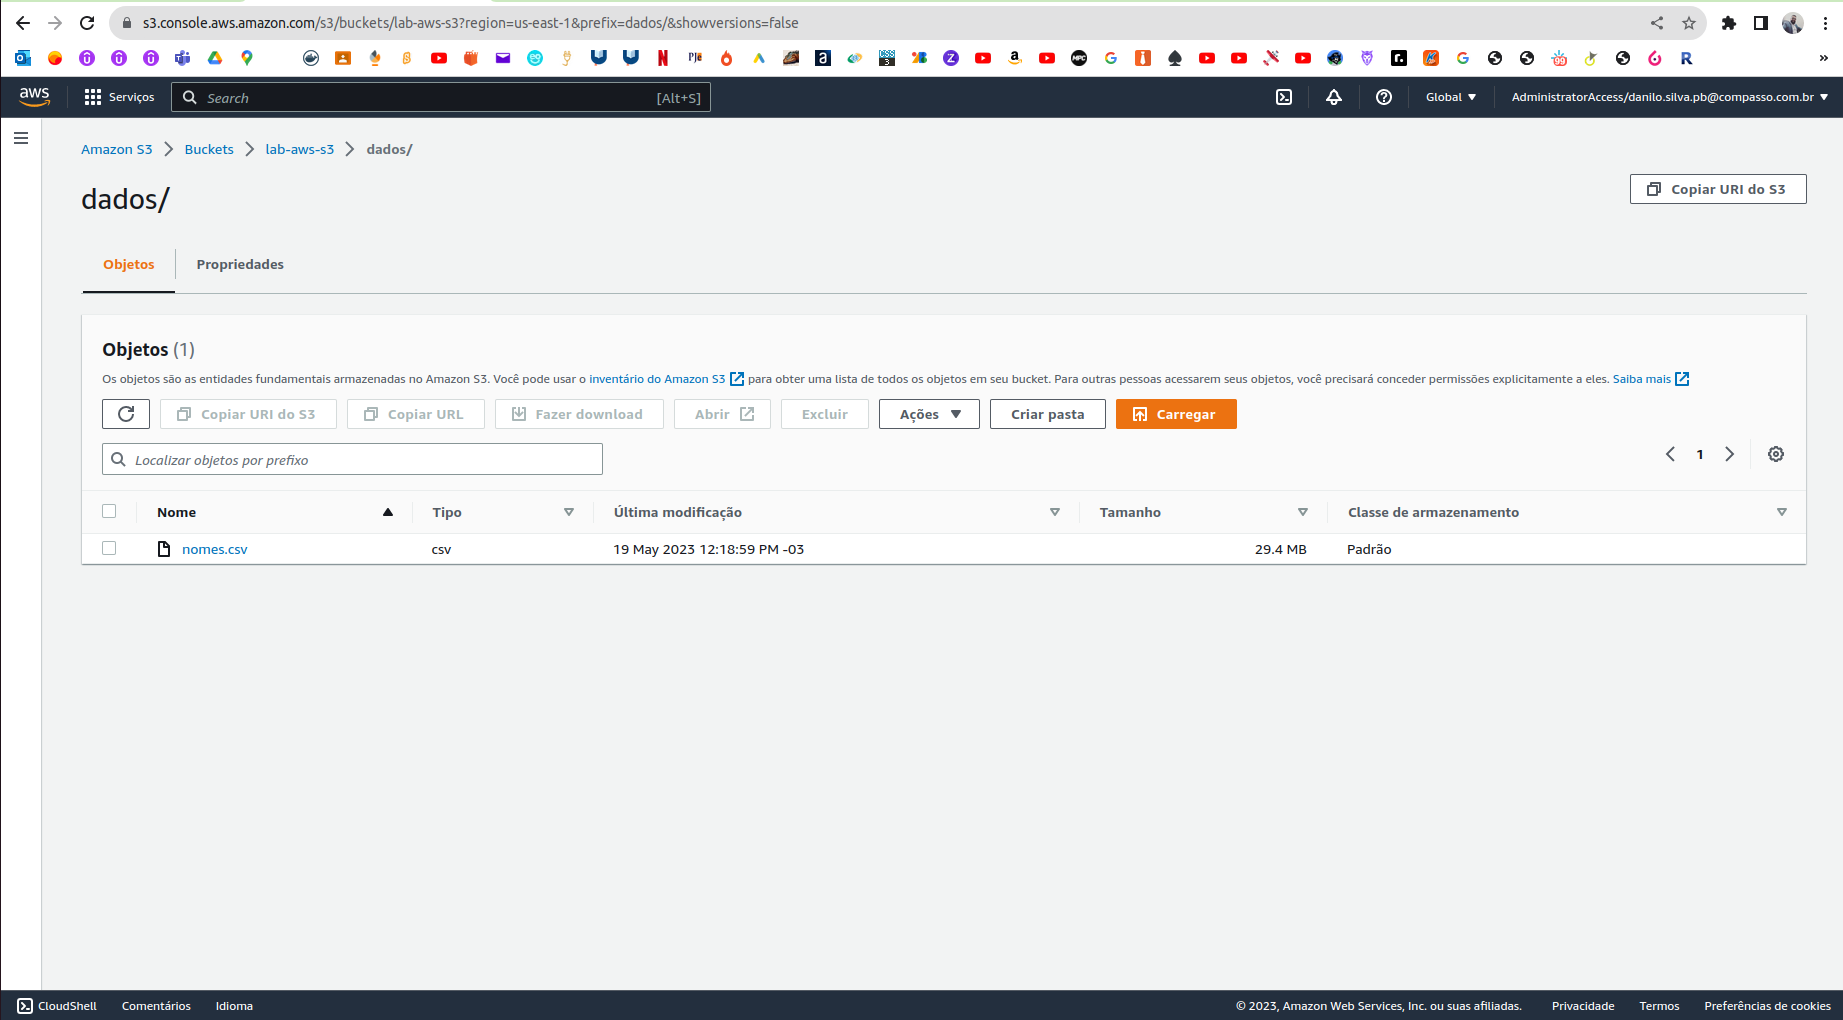 s3.console.aws.amazon.com/s3/buckets/lab-aws-s3?region=us-east-1&prefix=dados/&showversions=false
aws Serviços Search [Alt+S] Global AdministratorAccess/danilo.silva.pb@compasso.com.br
Amazon S3 Buckets lab-aws-s3 dados/
dados/
Copiar URI do S3
Objetos Propriedades
Objetos (1)
Os objetos são as entidades fundamentais armazenadas no Amazon S3. Você pode usar o inventário do Amazon S3 para obter uma lista de todos os objetos em seu bucket. Para outras pessoas acessarem seus objetos, você precisará conceder permissões explicitamente a eles. Saiba mais
Copiar URI do S3 Copiar URL Fazer download Abrir Excluir Ações Criar pasta Carregar
Localizar objetos por prefixo
1
Nome Tipo Última modificação Tamanho Classe de armazenamento
nomes.csv csv 19 May 2023 12:18:59 PM -03 29.4 MB Padrão
CloudShell Comentários Idioma © 2023, Amazon Web Services, Inc. ou suas afiliadas. Privacidade Termos Preferências de cookies